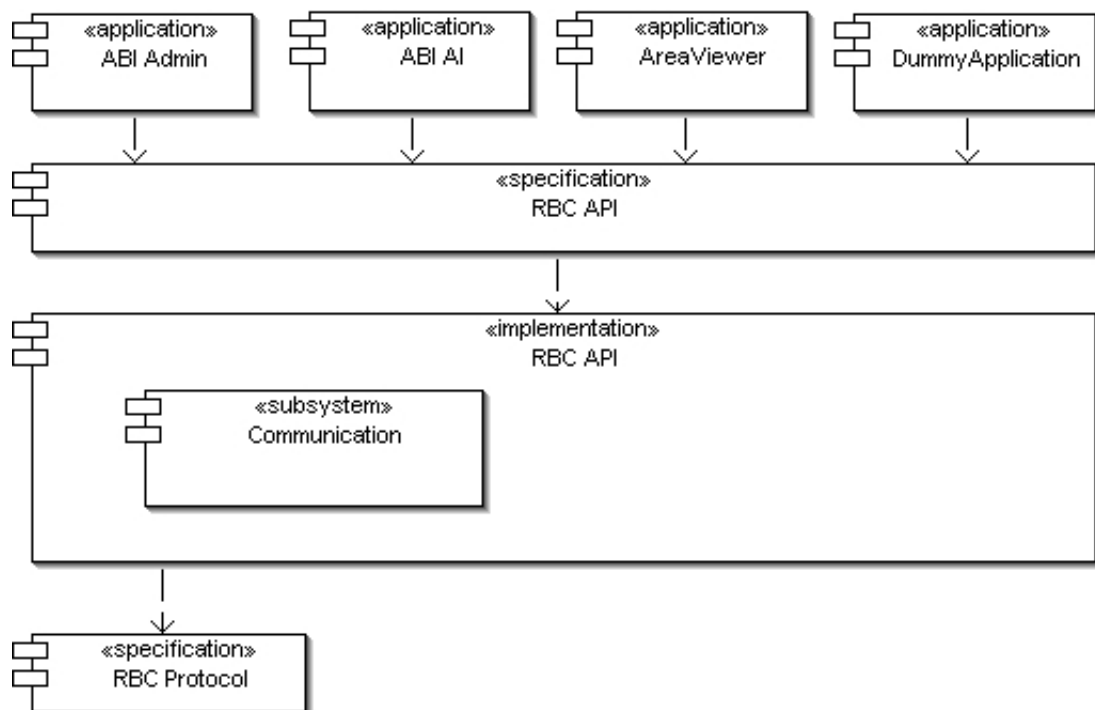 «application»
ABI Admin
«application»
ABI AI
«application»
AreaViewer
«application»
DummyApplication
«specification»
RBC API
«implementation»
RBC API
«subsystem»
Communication
«specification»
RBC Protocol